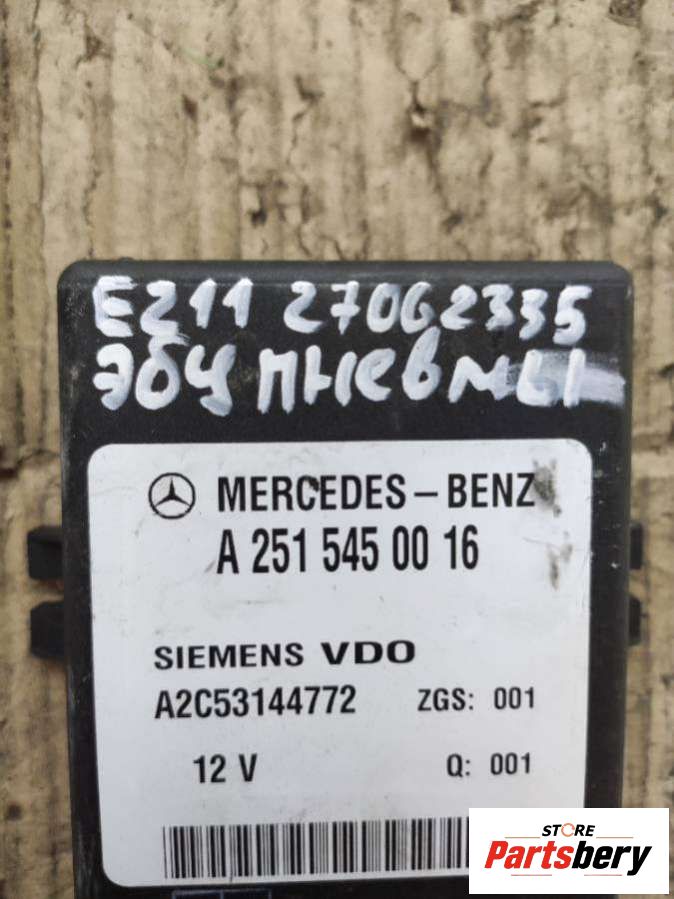 E211 27062335
ЭБУ ПНЕВМЫ
MERCEDES – BENZ
A 251 545 00 16
SIEMENS VDO
A2C53144772 ZGS: 001
12 V Q: 001
STORE
Partsbery